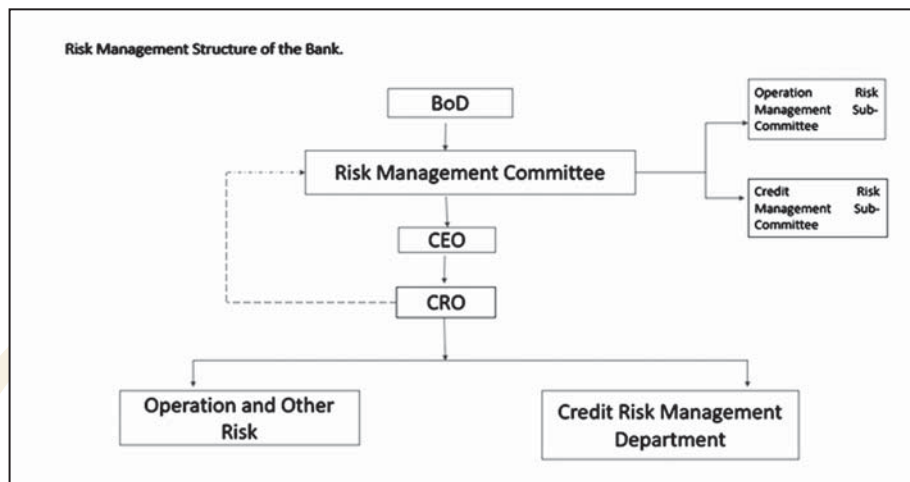 Risk Management Structure of the Bank.
BoD
Operation Risk
Management Sub-
Committee
Risk Management Committee
Credit Risk
Management Sub-
Committee
CEO
CRO
Operation and Other
Risk
Credit Risk Management
Department